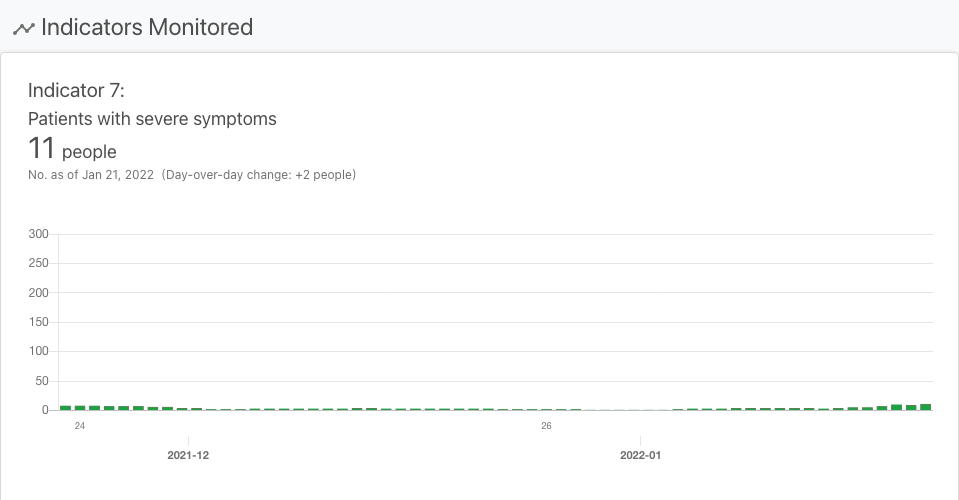 Indicators Monitored
Indicator 7:
Patients with severe symptoms
11 people
No. as of Jan 21, 2022 (Day-over-day change: +2 people)
300
250
200
150
100
50
0
24 26
2021-12 2022-01